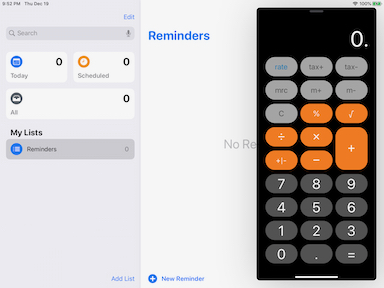 8:52 PM Thu Dec 19
100%
Edit
Search
0
Today
0
Scheduled
0
All
My Lists
Reminders 0
Add List
Reminders
No Re
New Reminder
0.
rate tax+ tax-
mrc m+ m-
C % √
÷ ×
+
+|- −
7 8 9
4 5 6
1 2 3
0 . =